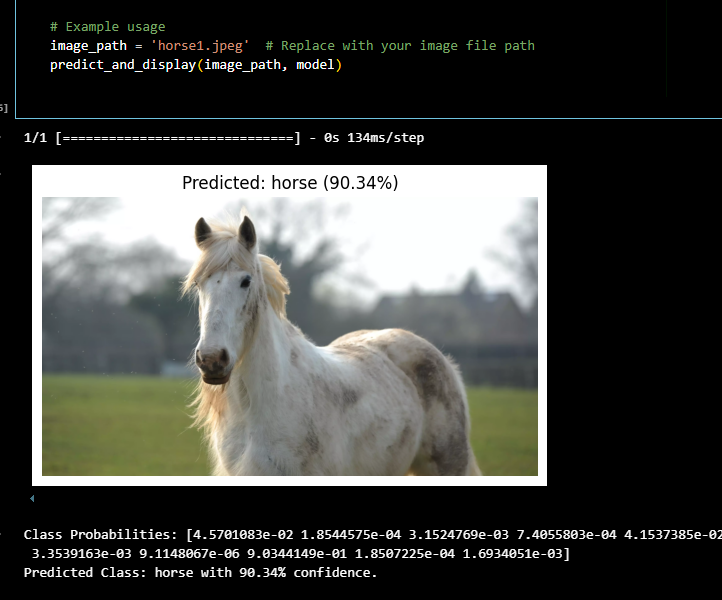 # Example usage
image_path = 'horse1.jpeg'  # Replace with your image file path
predict_and_display(image_path, model)
5]
1/1 [==============================] - 0s 134ms/step
Predicted: horse (90.34%)
Class Probabilities: [4.5701083e-02 1.8544575e-04 3.1524769e-03 7.4055803e-04 4.1537385e-02
3.3539163e-03 9.1148067e-06 9.0344149e-01 1.8507225e-04 1.6934051e-03]
Predicted Class: horse with 90.34% confidence.